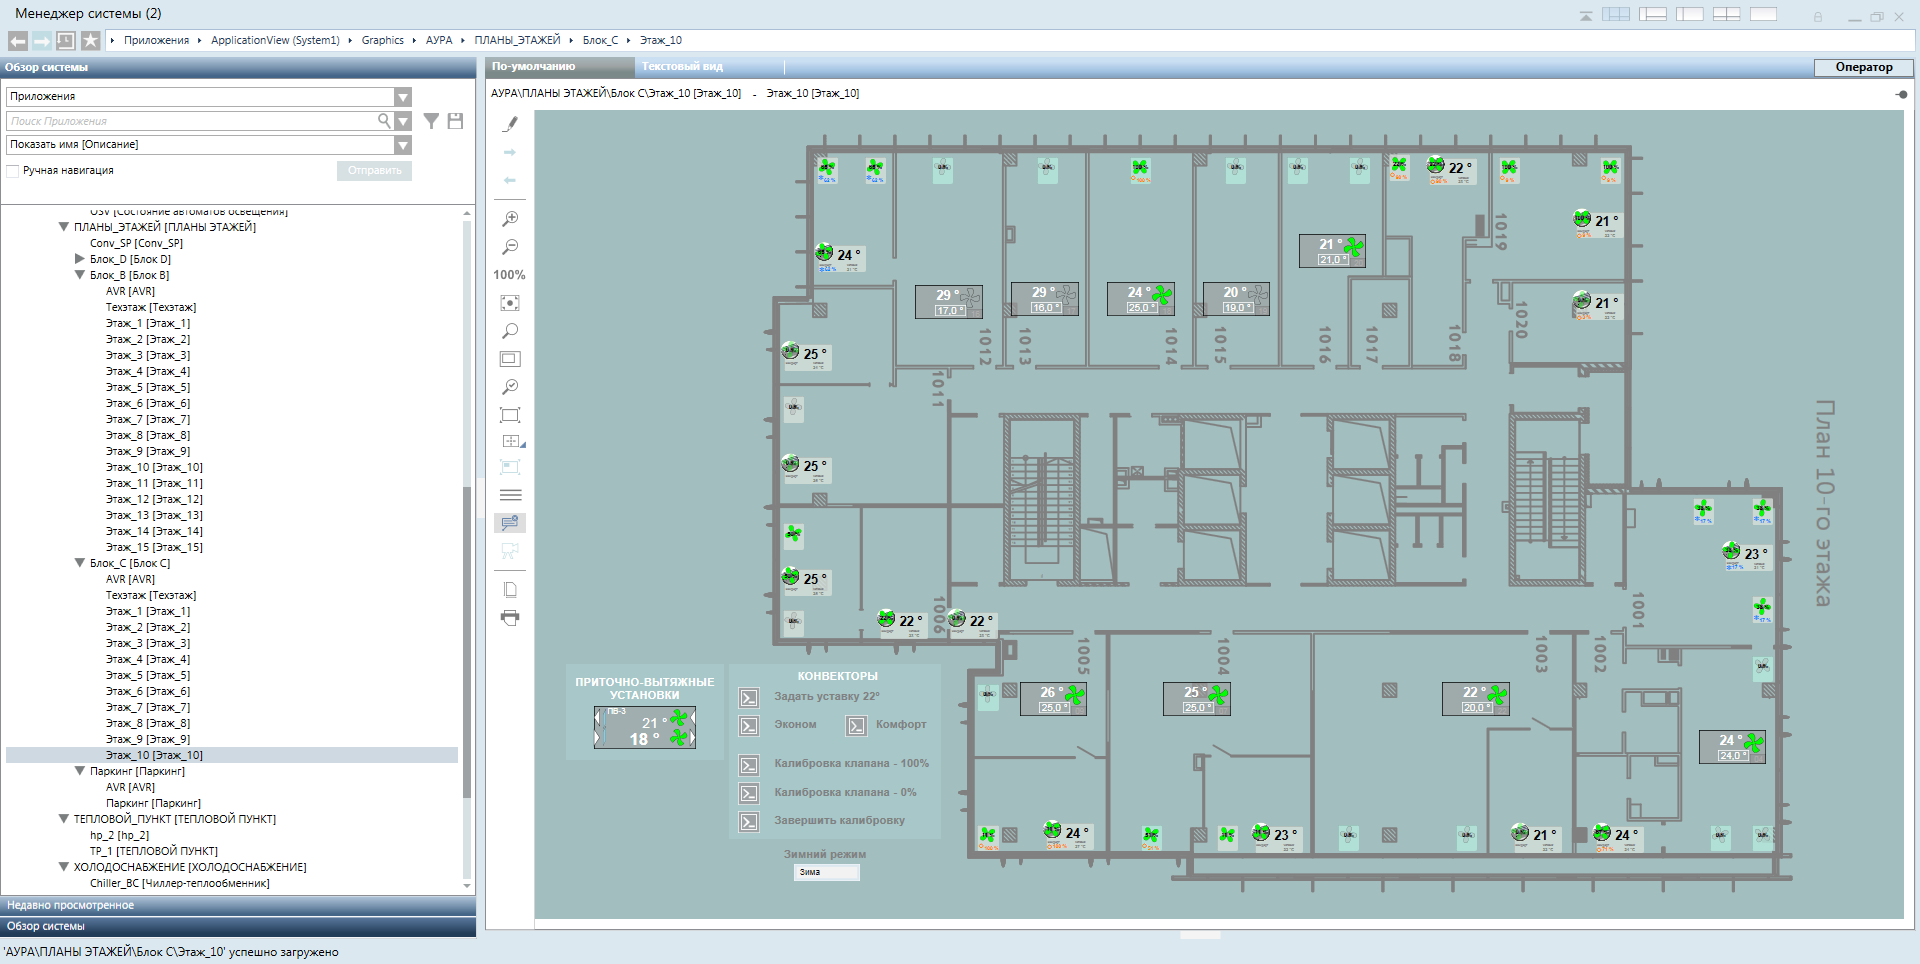 Менеджер системы (2)
Приложения
ApplicationView (System1)
Graphics
АУРА
ПЛАНЫ_ЭТАЖЕЙ
Блок_C
Этаж_10
Обзор системы
Приложения
Поиск Приложения
Показать имя [Описание]
Ручная навигация
Отправить
OSV [Состояние автоматов освещения]
ПЛАНЫ_ЭТАЖЕЙ [ПЛАНЫ ЭТАЖЕЙ]
Conv_SP [Conv_SP]
Блок_D [Блок D]
Блок_B [Блок B]
AVR [AVR]
Техэтаж [Техэтаж]
Этаж_1 [Этаж_1]
Этаж_2 [Этаж_2]
Этаж_3 [Этаж_3]
Этаж_4 [Этаж_4]
Этаж_5 [Этаж_5]
Этаж_6 [Этаж_6]
Этаж_7 [Этаж_7]
Этаж_8 [Этаж_8]
Этаж_9 [Этаж_9]
Этаж_10 [Этаж_10]
Этаж_11 [Этаж_11]
Этаж_12 [Этаж_12]
Этаж_13 [Этаж_13]
Этаж_14 [Этаж_14]
Этаж_15 [Этаж_15]
Блок_C [Блок C]
AVR [AVR]
Техэтаж [Техэтаж]
Этаж_1 [Этаж_1]
Этаж_2 [Этаж_2]
Этаж_3 [Этаж_3]
Этаж_4 [Этаж_4]
Этаж_5 [Этаж_5]
Этаж_6 [Этаж_6]
Этаж_7 [Этаж_7]
Этаж_8 [Этаж_8]
Этаж_9 [Этаж_9]
Этаж_10 [Этаж_10]
Паркинг [Паркинг]
AVR [AVR]
Паркинг [Паркинг]
ТЕПЛОВОЙ_ПУНКТ [ТЕПЛОВОЙ ПУНКТ]
hp_2 [hp_2]
TP_1 [ТЕПЛОВОЙ ПУНКТ]
ХОЛОДОСНАБЖЕНИЕ [ХОЛОДОСНАБЖЕНИЕ]
Chiller_BC [Чиллер-теплообменник]
Недавно просмотренное
Обзор системы
'АУРА\ПЛАНЫ ЭТАЖЕЙ\Блок C\Этаж_10' успешно загружено
По-умолчанию
Текстовый вид
Оператор
АУРА\ПЛАНЫ ЭТАЖЕЙ\Блок C\Этаж_10 [Этаж_10] - Этаж_10 [Этаж_10]
100%
22 °
21 °
24 °
21 °
21,0 °
29 °
17,0 °
29 °
16,0 °
24 °
25,0 °
20 °
19,0 °
21 °
25 °
25 °
25 °
22 °
22 °
23 °
1019
1020
1012
1013
1014
1015
1016
1017
1018
1011
1006
1005
1004
1003
1002
1001
План 10-го этажа
26 °
25,0 °
25 °
25,0 °
22 °
20,0 °
24 °
24,0 °
24 °
23 °
21 °
24 °
ПРИТОЧНО-ВЫТЯЖНЫЕ
УСТАНОВКИ
ПВ-3
21 °
18 °
КОНВЕКТОРЫ
Задать уставку 22°
Эконом
Комфорт
Калибровка клапана - 100%
Калибровка клапана - 0%
Завершить калибровку
Зимний режим
Зима